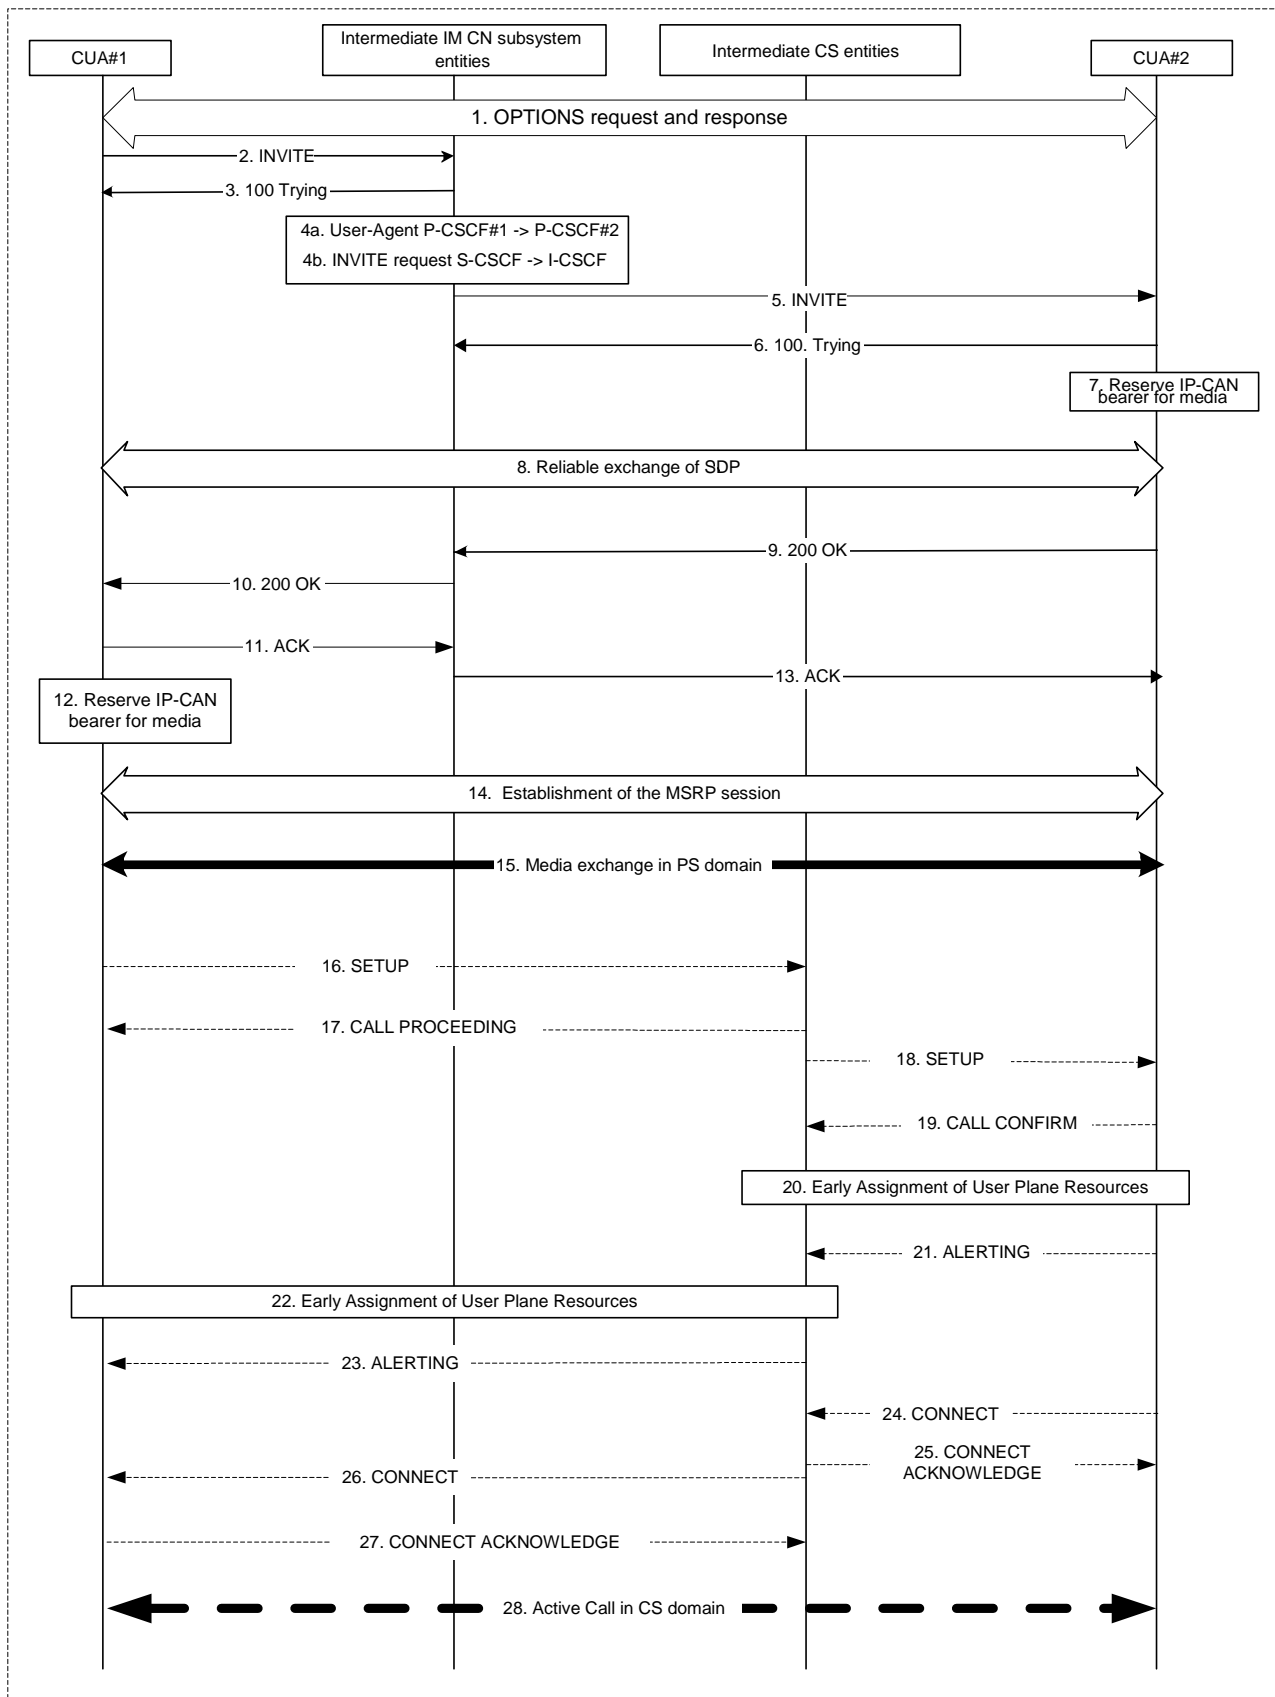 CUA#1
Intermediate IM CN subsystem
entities
Intermediate CS entities
CUA#2
1. OPTIONS request and response
2. INVITE
3. 100 Trying
4a. User-Agent P-CSCF#1 -> P-CSCF#2
4b. INVITE request S-CSCF -> I-CSCF
5. INVITE
6. 100. Trying
7. Reserve IP-CAN
bearer for media
8. Reliable exchange of SDP
9. 200 OK
10. 200 OK
11. ACK
13. ACK
12. Reserve IP-CAN
bearer for media
14. Establishment of the MSRP session
15. Media exchange in PS domain
16. SETUP
17. CALL PROCEEDING
18. SETUP
19. CALL CONFIRM
20. Early Assignment of User Plane Resources
21. ALERTING
22. Early Assignment of User Plane Resources
23. ALERTING
24. CONNECT
25. CONNECT
ACKNOWLEDGE
26. CONNECT
27. CONNECT ACKNOWLEDGE
28. Active Call in CS domain